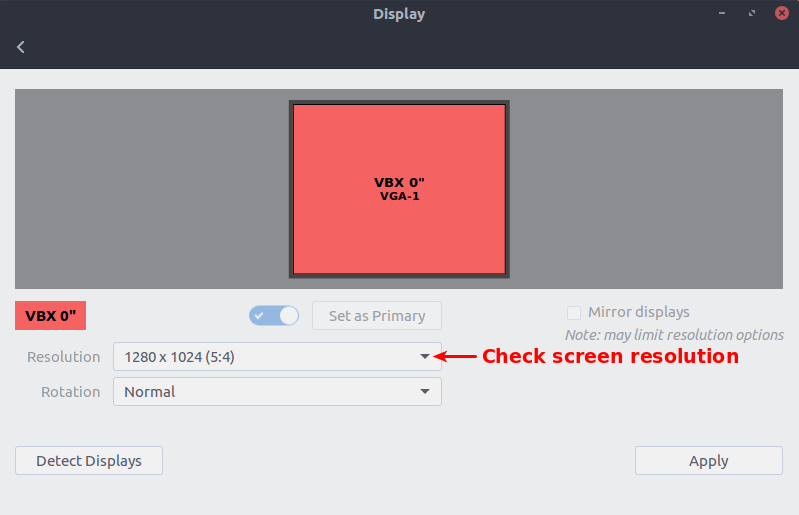 Display
VBX 0"
VGA-1
VBX 0"
Set as Primary
Mirror displays
Note: may limit resolution options
Resolution
1280 x 1024 (5:4)
Check screen resolution
Rotation
Normal
Detect Displays
Apply